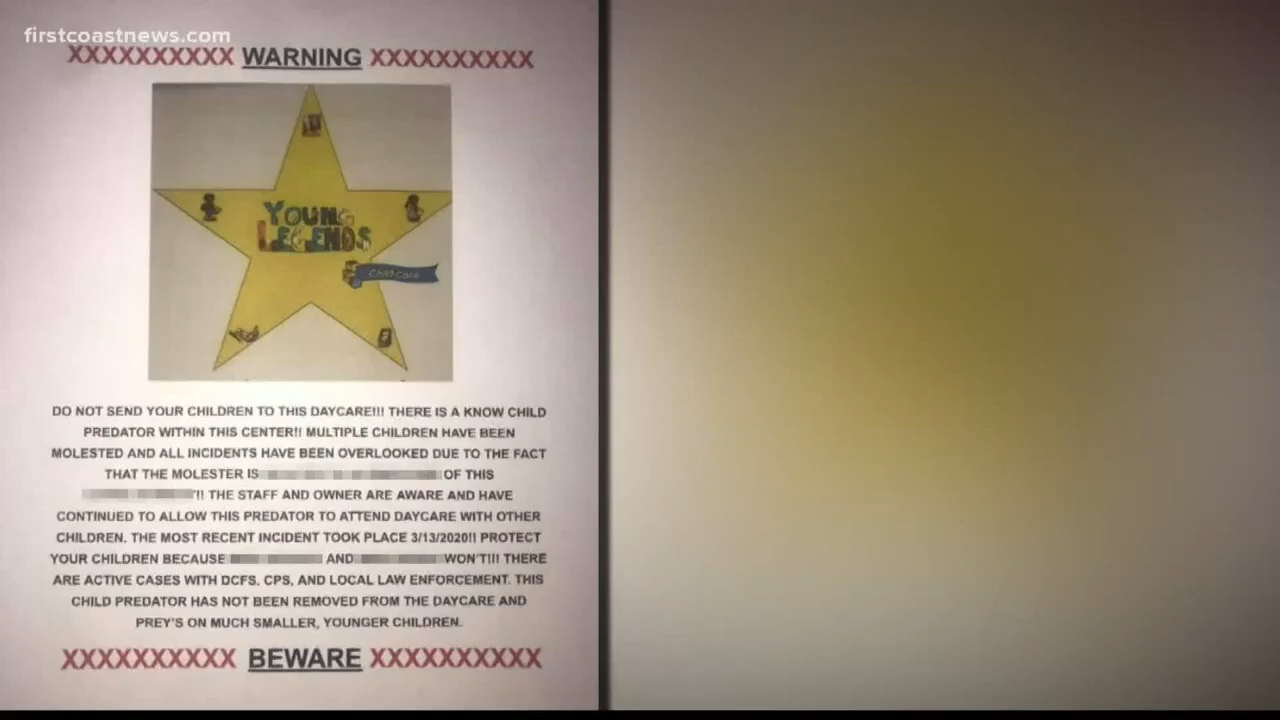 firstcoastnews.com
XXXXXXXXXX WARNING XXXXXXXXXX
YOUNG
LEGENDS
Child Care
DO NOT SEND YOUR CHILDREN TO THIS DAYCARE!!! THERE IS A KNOW CHILD
PREDATOR WITHIN THIS CENTER!! MULTIPLE CHILDREN HAVE BEEN
MOLESTED AND ALL INCIDENTS HAVE BEEN OVERLOOKED DUE TO THE FACT
THAT THE MOLESTER IS OF THIS
'!! THE STAFF AND OWNER ARE AWARE AND HAVE
CONTINUED TO ALLOW THIS PREDATOR TO ATTEND DAYCARE WITH OTHER
CHILDREN. THE MOST RECENT INCIDENT TOOK PLACE 3/13/2020!! PROTECT
YOUR CHILDREN BECAUSE AND WON'T!!! THERE
ARE ACTIVE CASES WITH DCFS, CPS, AND LOCAL LAW ENFORCEMENT. THIS
CHILD PREDATOR HAS NOT BEEN REMOVED FROM THE DAYCARE AND
PREY'S ON MUCH SMALLER, YOUNGER CHILDREN.
XXXXXXXXXX BEWARE XXXXXXXXXX